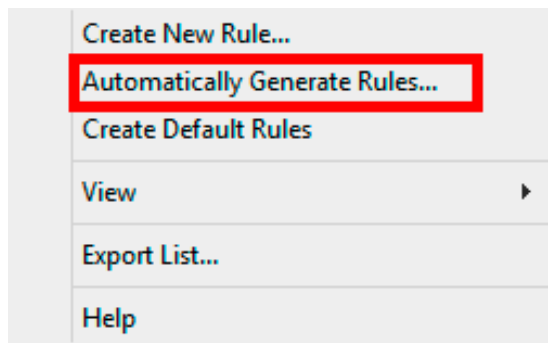 Create New Rule...
Automatically Generate Rules...
Create Default Rules
View
Export List...
Help